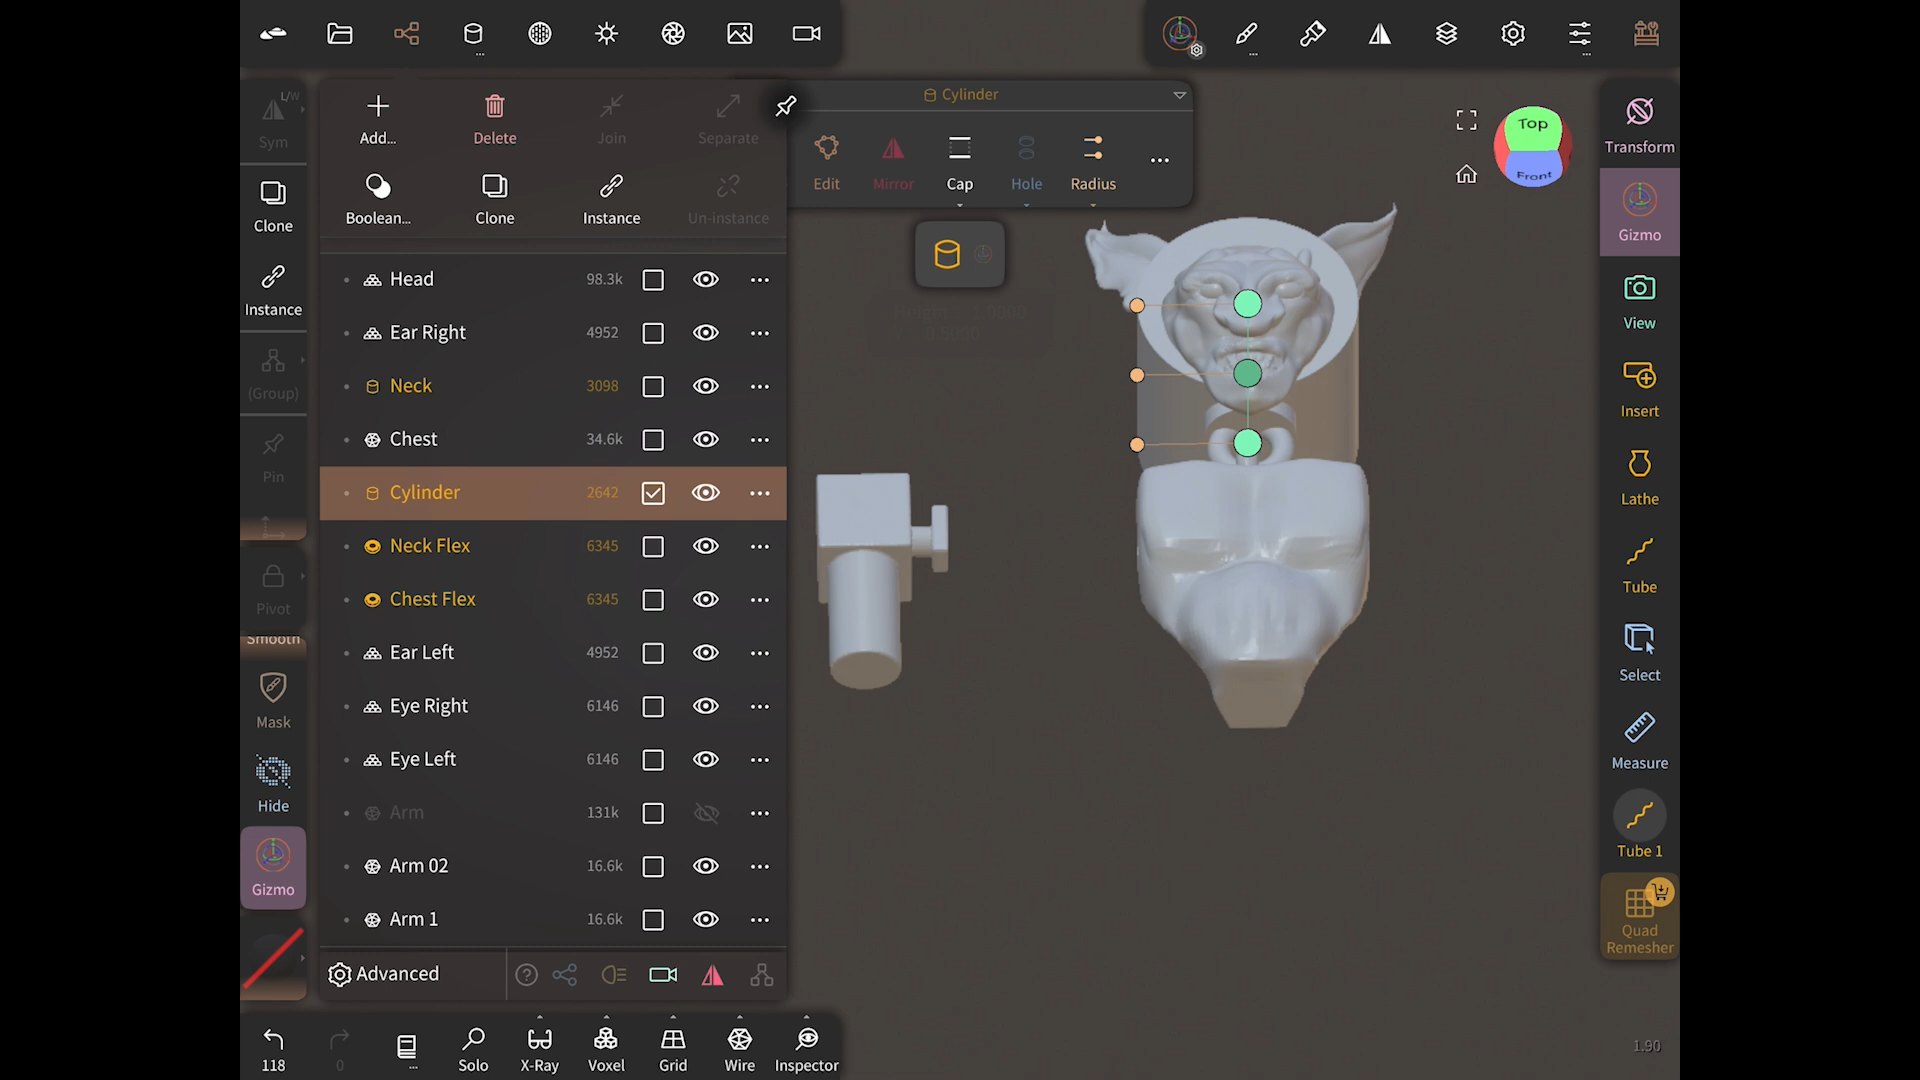 L/W
Sym
Clone
Instance
(Group)
Pin
Pivot
Smooth
Mask
Hide
Gizmo
Add...
Delete
Join
Separate
Boolean...
Clone
Instance
Un-instance
Head 98.3k
Ear Right 4952
Neck 3098
Chest 34.6k
Cylinder 2642
Neck Flex 6345
Chest Flex 6345
Ear Left 4952
Eye Right 6146
Eye Left 6146
Arm 131k
Arm 02 16.6k
Arm 1 16.6k
Advanced
Cylinder
Edit
Mirror
Cap
Hole
Radius
Top
Front
Transform
Gizmo
View
Insert
Lathe
Tube
Select
Measure
Tube 1
Quad
Remesher
118
0
Solo
X-Ray
Voxel
Grid
Wire
Inspector
1.90